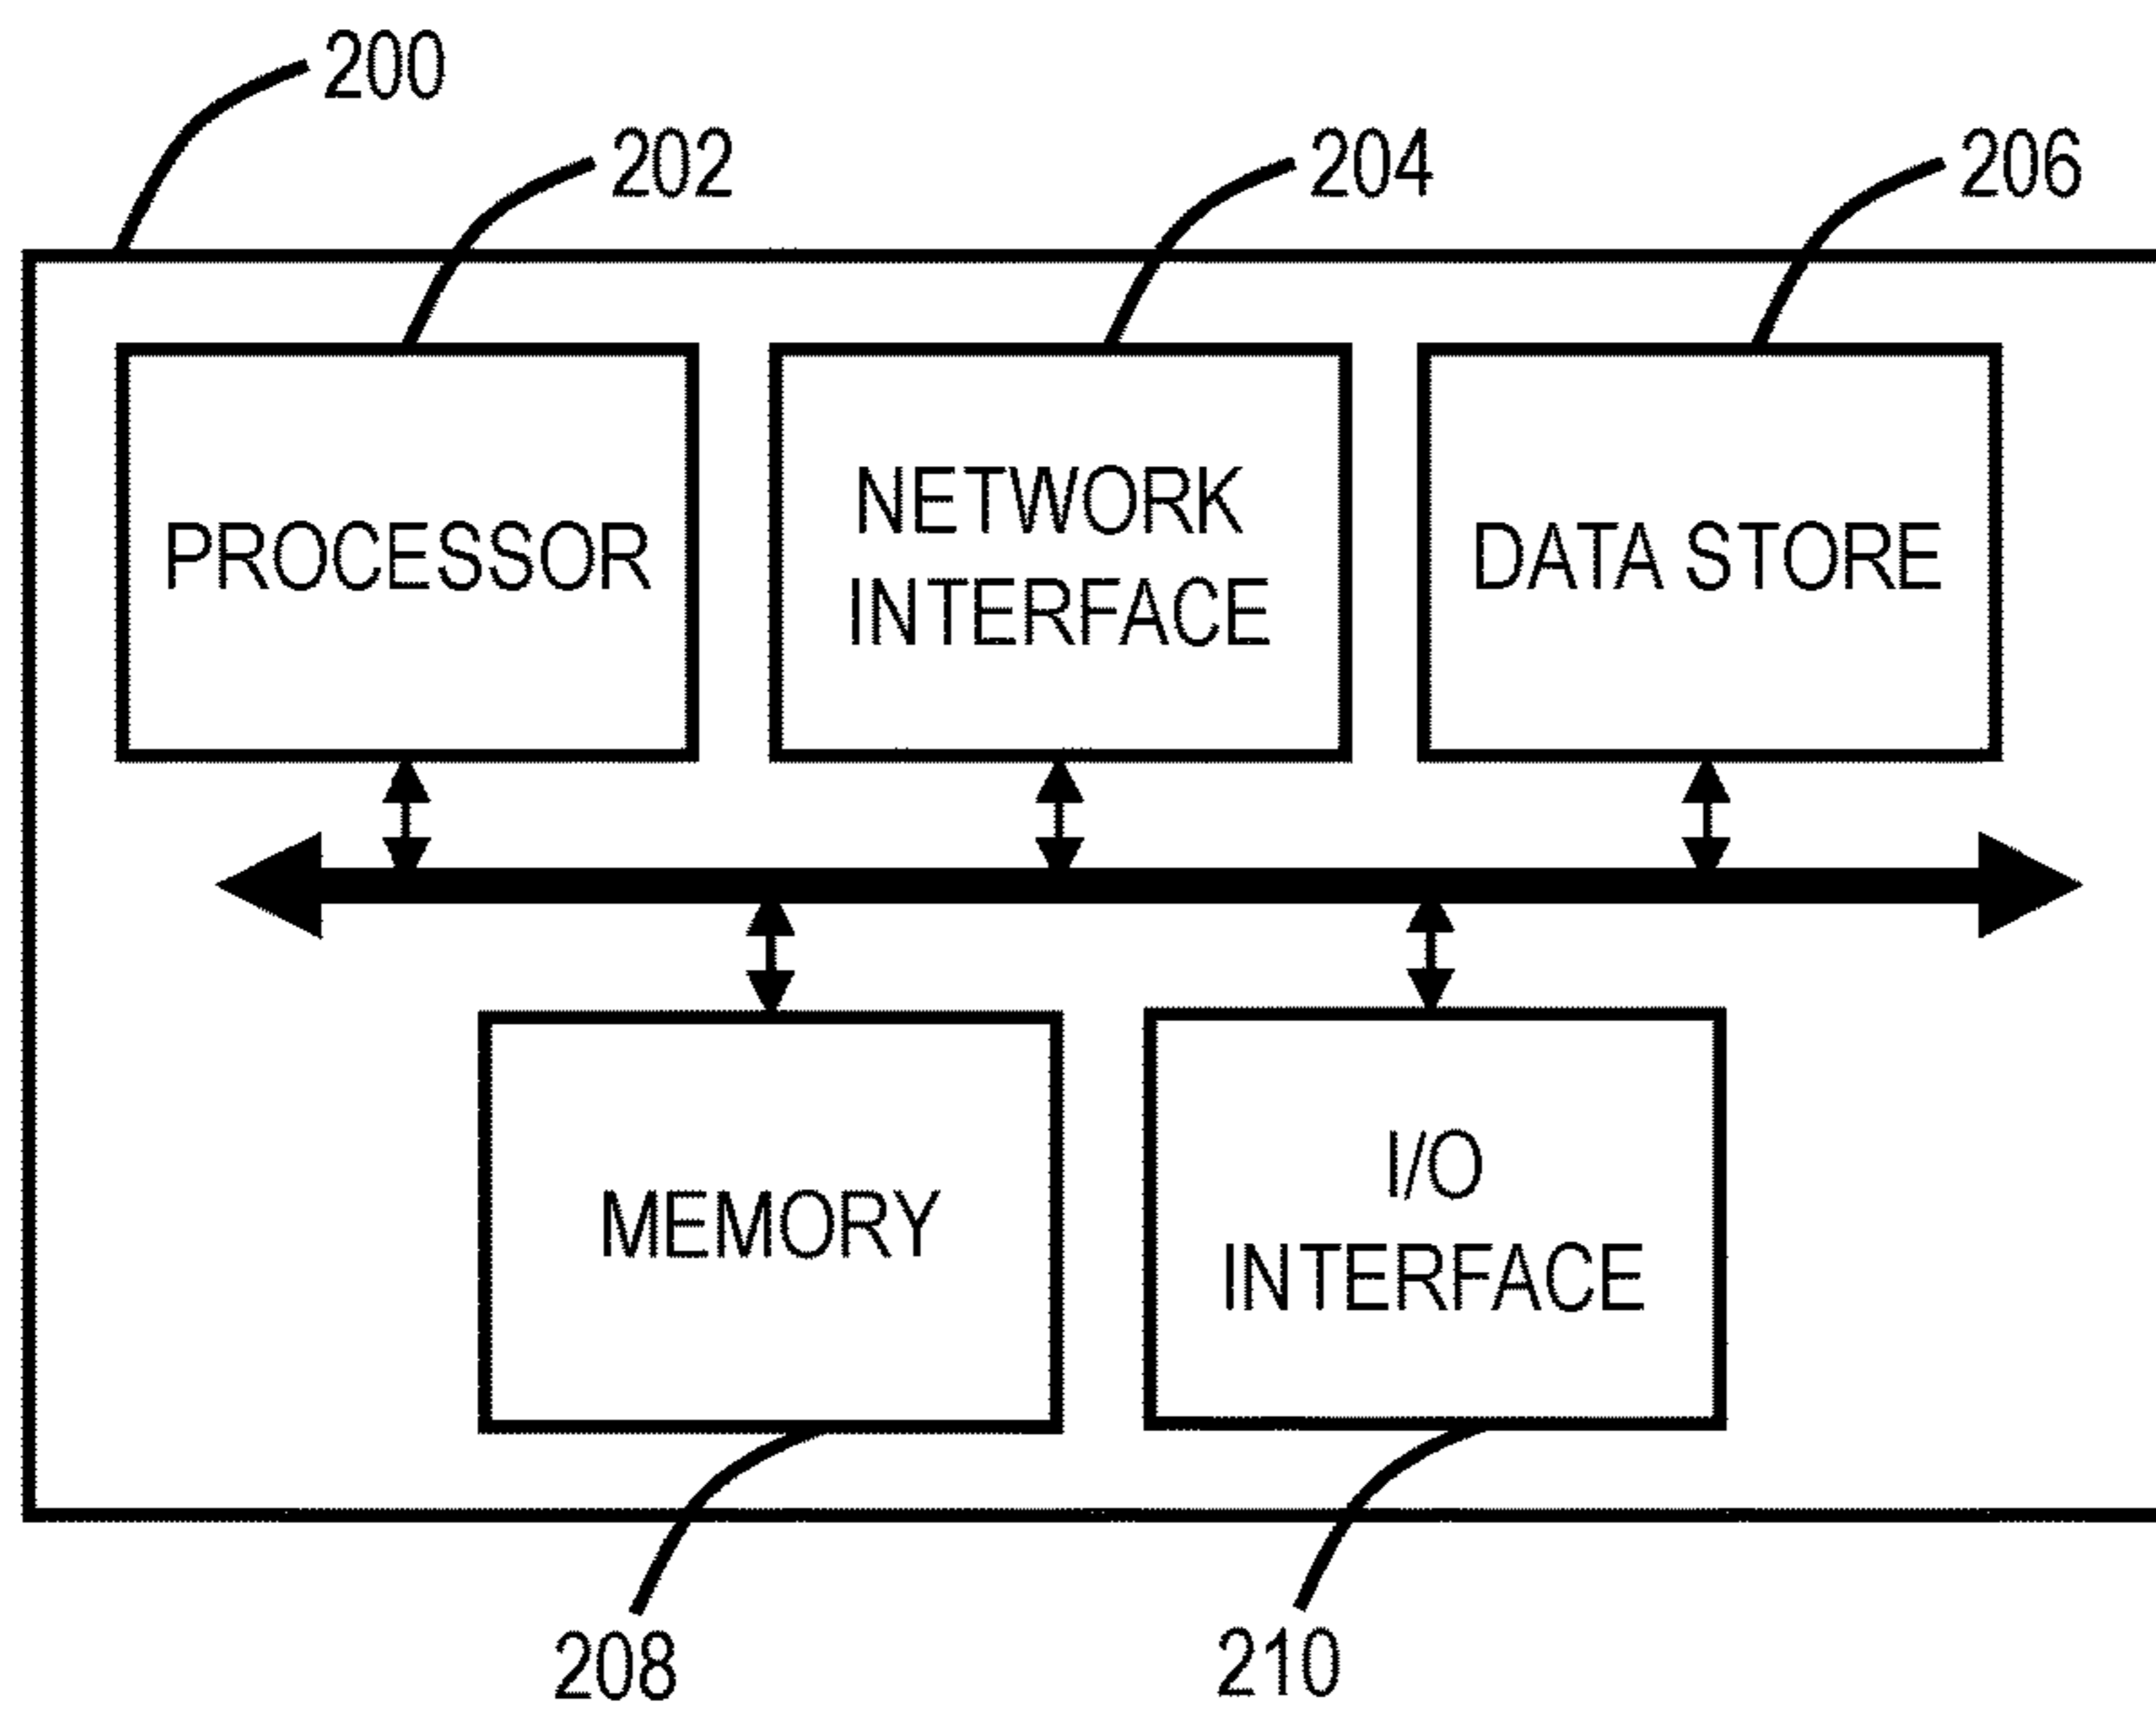 200
202
204
206
PROCESSOR
NETWORK
INTERFACE
DATA STORE
MEMORY
I/O
INTERFACE
208
210